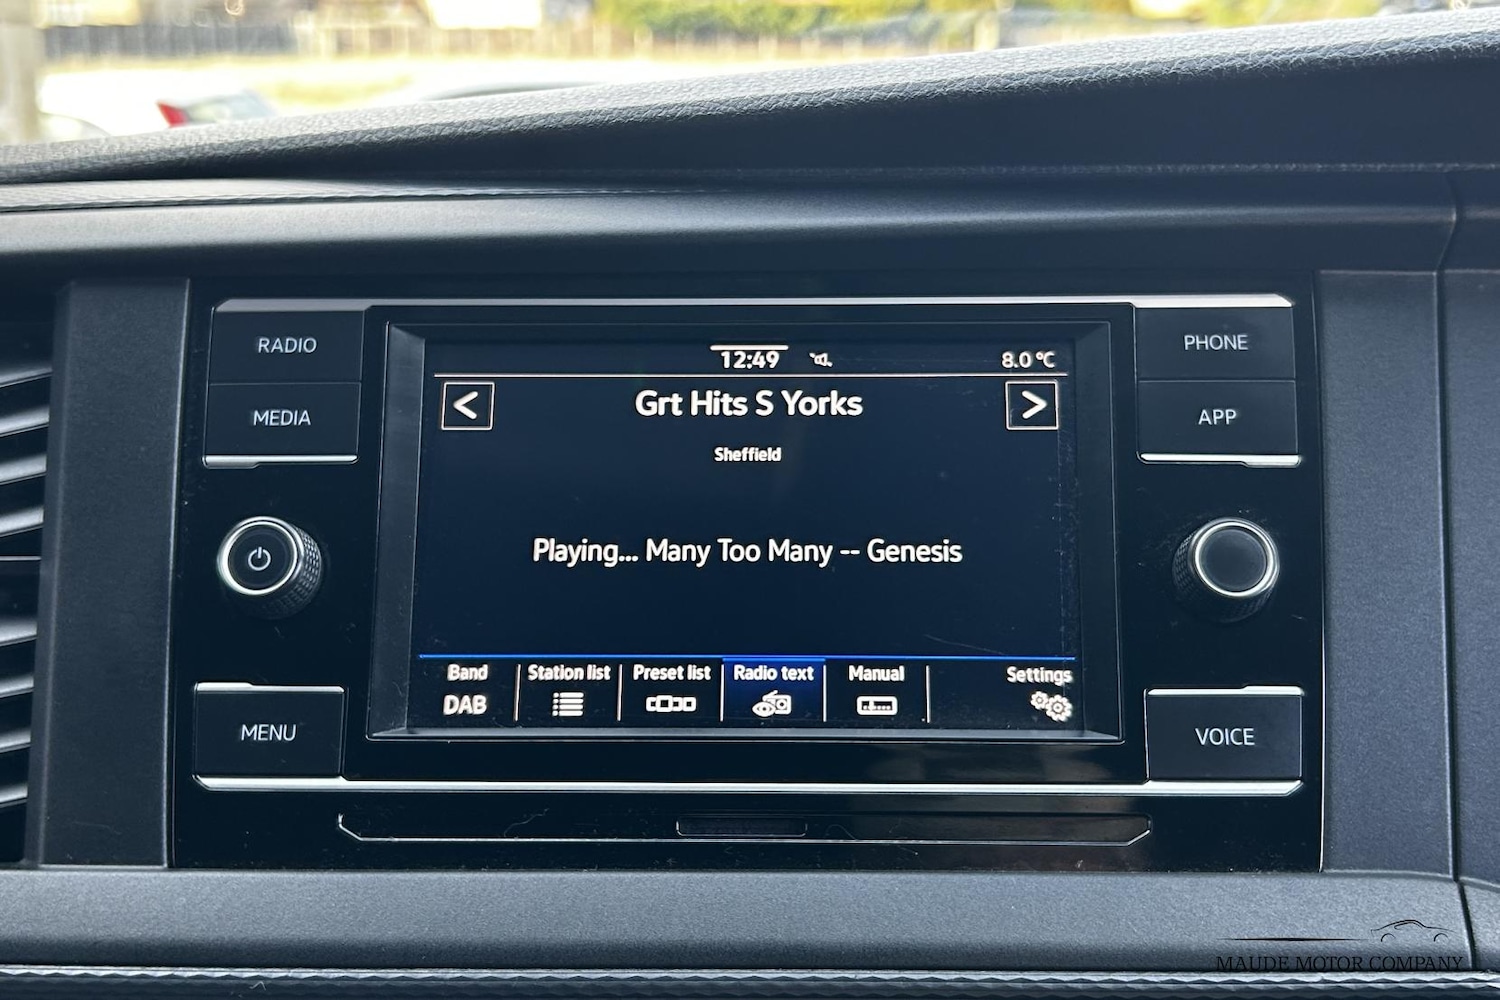 RADIO
MEDIA
MENU
12:49
8.0 °C
<
Grt Hits S Yorks
>
Sheffield
Playing... Many Too Many -- Genesis
Band
DAB
Station list
Preset list
Radio text
Manual
Settings
PHONE
APP
VOICE
MAUDE MOTOR COMPANY